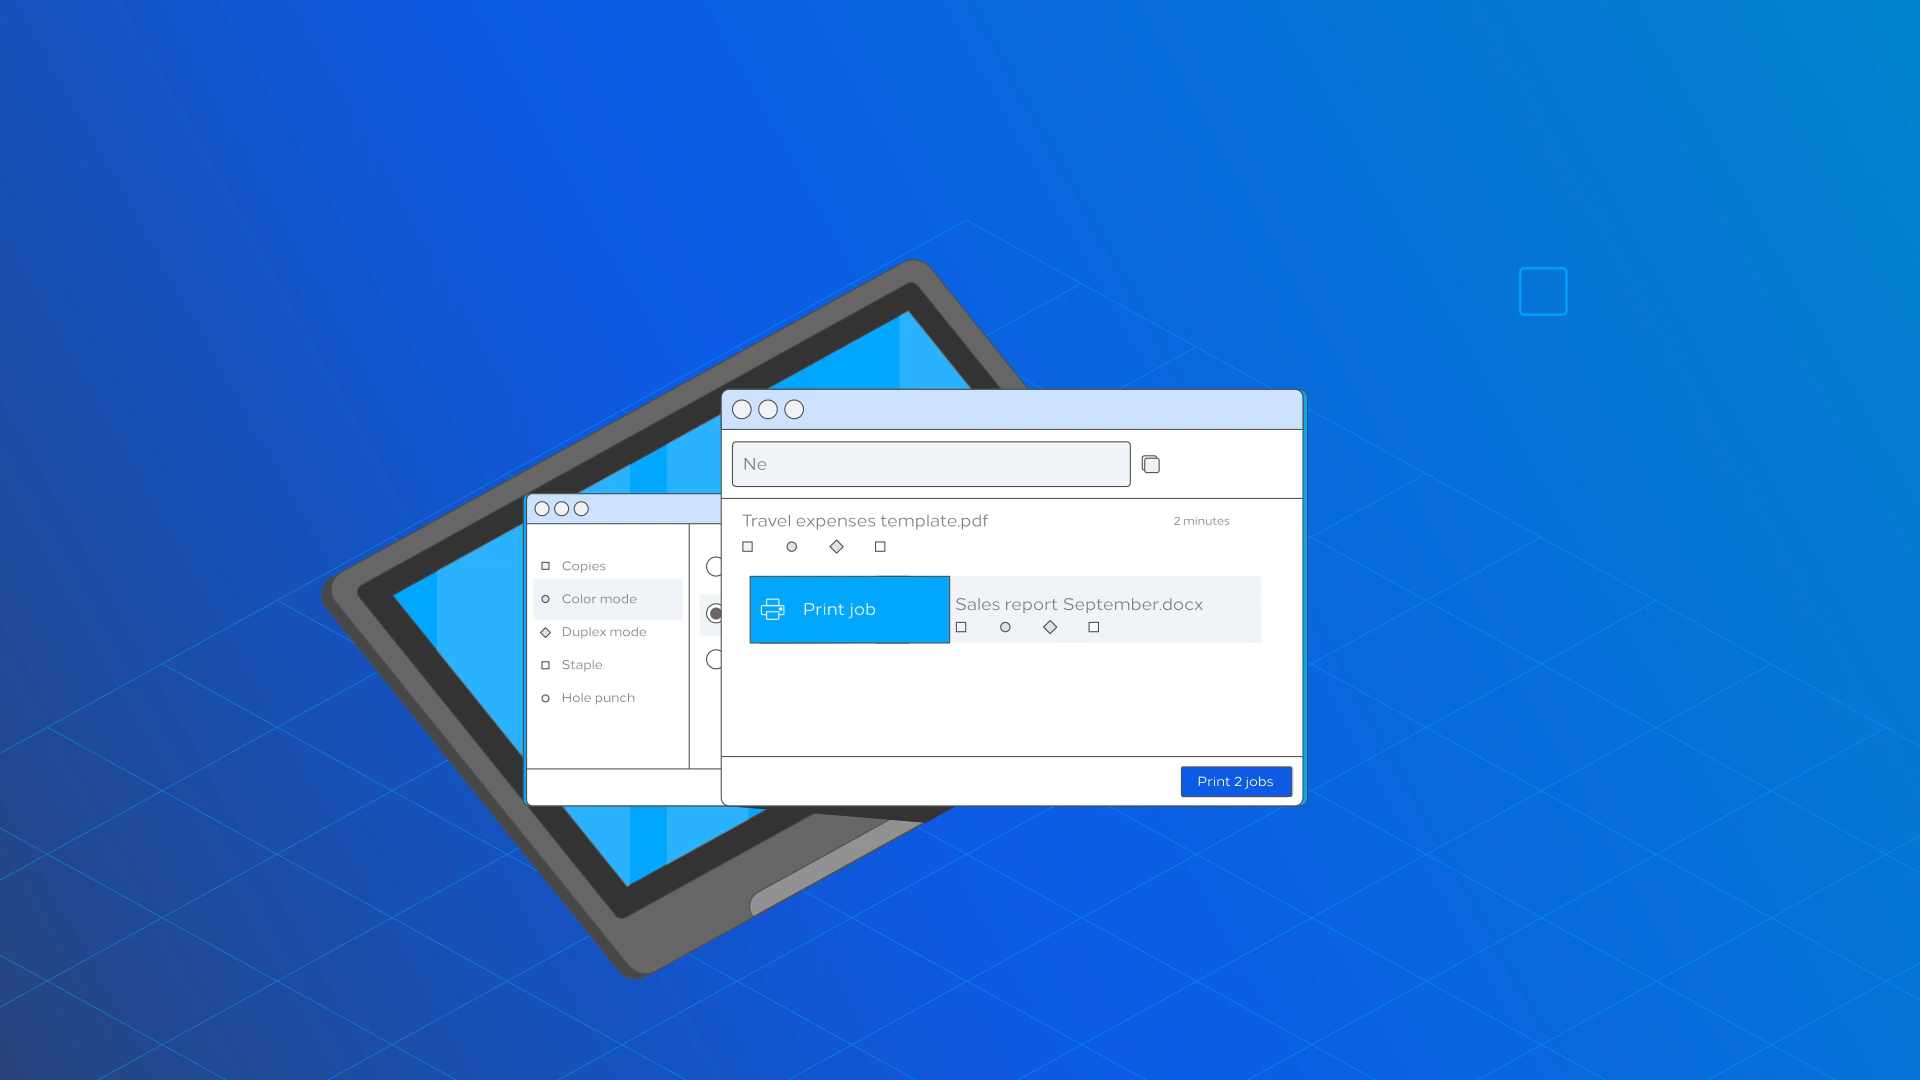 Ne
Travel expenses template.pdf
2 minutes
Print job
Sales report September.docx
Print 2 jobs
Copies
Color mode
Duplex mode
Staple
Hole punch